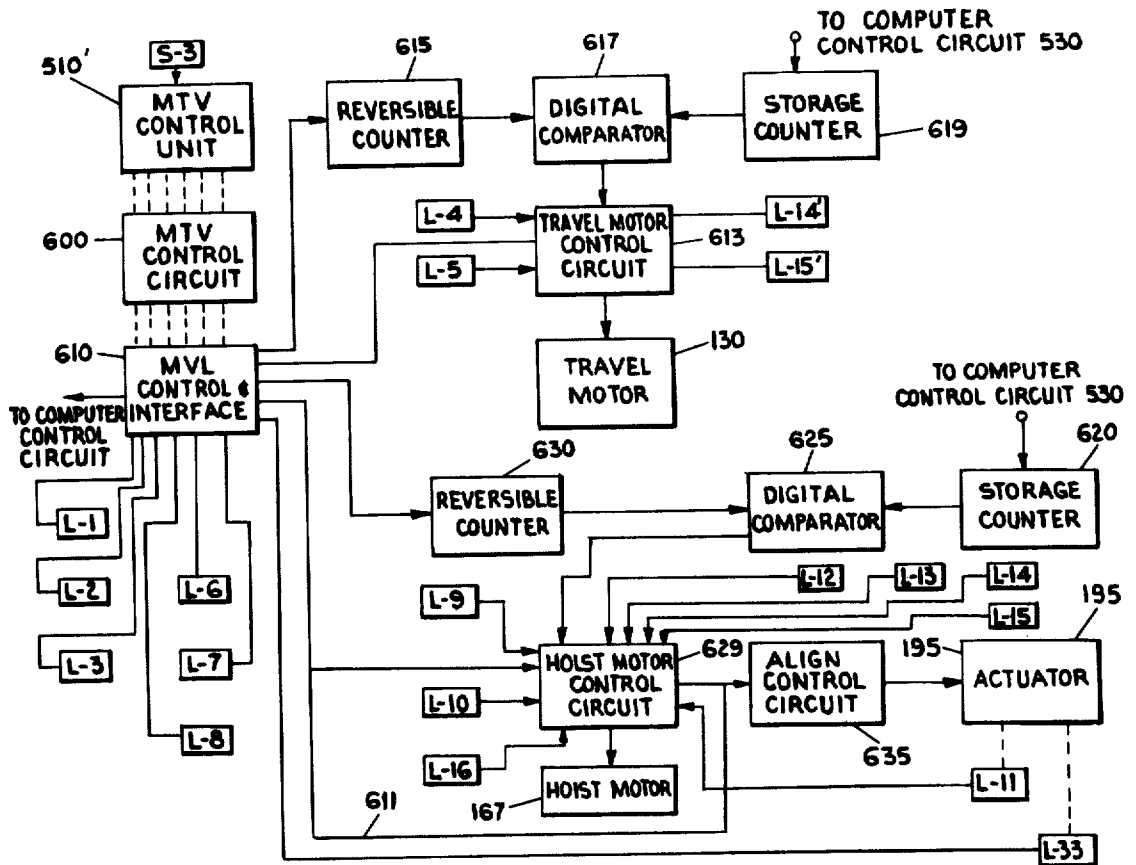 TO COMPUTER
CONTROL CIRCUIT 530
S-3
510'
MTV
CONTROL
UNIT
615
REVERSIBLE
COUNTER
617
DIGITAL
COMPARATOR
STORAGE
COUNTER
619
600
MTV
CONTROL
CIRCUIT
L-4
L-5
TRAVEL MOTOR
CONTROL
CIRCUIT
613
L-14'
L-15'
610
MVL
CONTROL &
INTERFACE
TO COMPUTER
CONTROL
CIRCUIT
130
TRAVEL
MOTOR
TO COMPUTER
CONTROL CIRCUIT 530
630
REVERSIBLE
COUNTER
625
DIGITAL
COMPARATOR
620
STORAGE
COUNTER
L-1
L-2
L-3
L-6
L-7
L-8
L-9
L-10
L-16
L-12
L-13
L-14
L-15
HOIST MOTOR
CONTROL
CIRCUIT
629
ALIGN
CONTROL
CIRCUIT
635
195
195
ACTUATOR
HOIST MOTOR
167
L-11
611
L-33